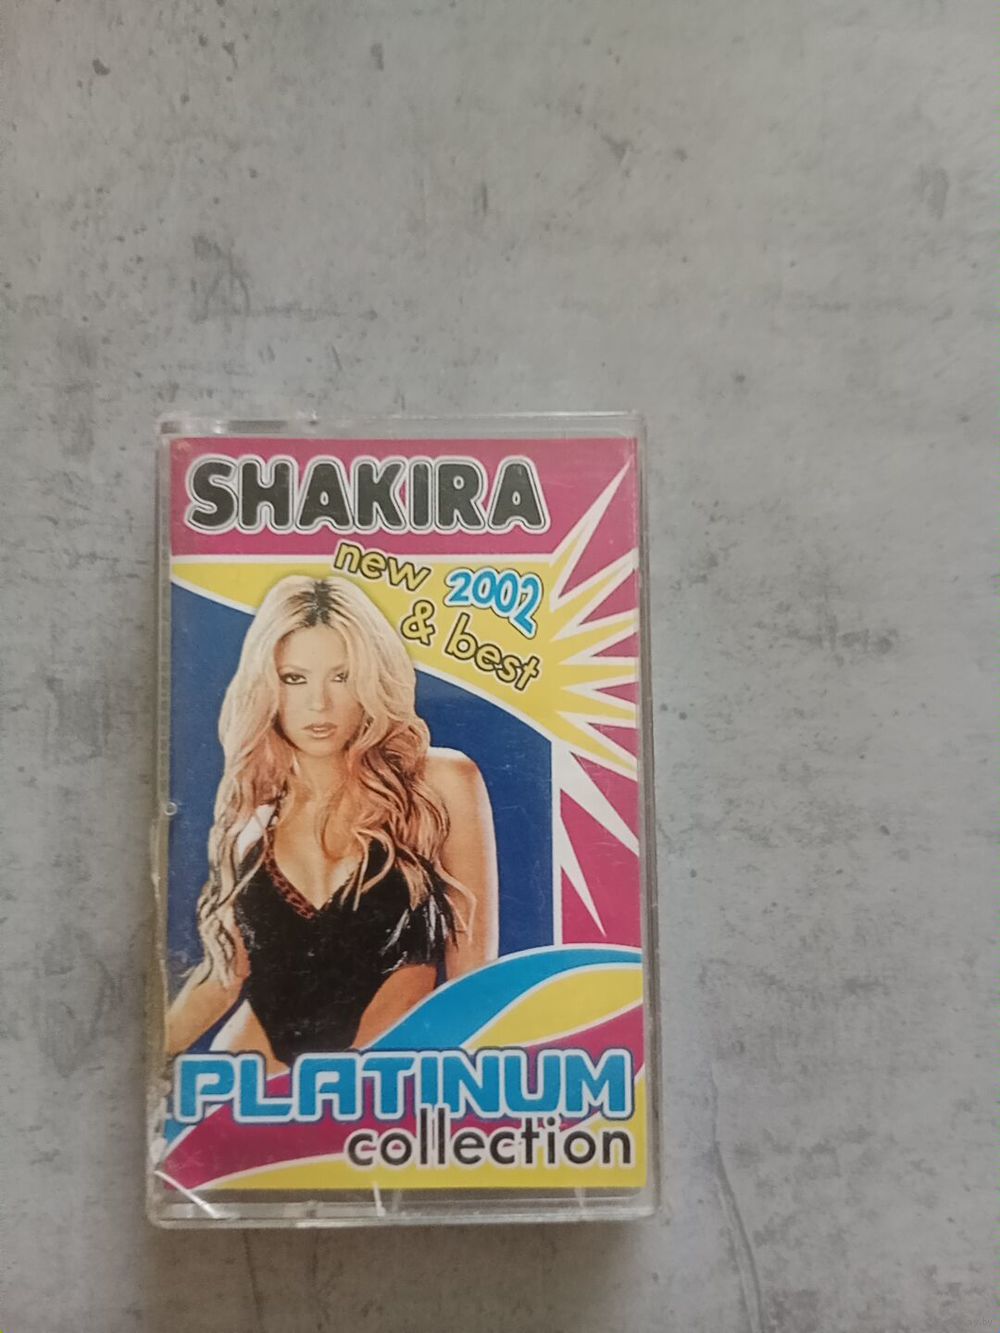 SHAKIRA
new 2002
& best
PLATINUM
collection